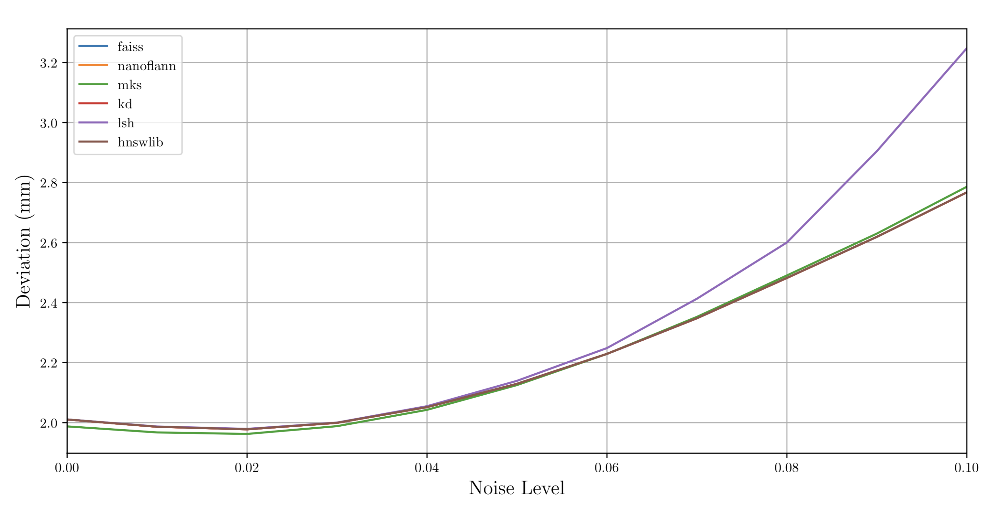 faiss
nanoflann
mks
kd
lsh
hnswlib
3.2
3.0
2.8
2.6
2.4
2.2
2.0
Deviation (mm)
0.00 0.02 0.04 0.06 0.08 0.10
Noise Level